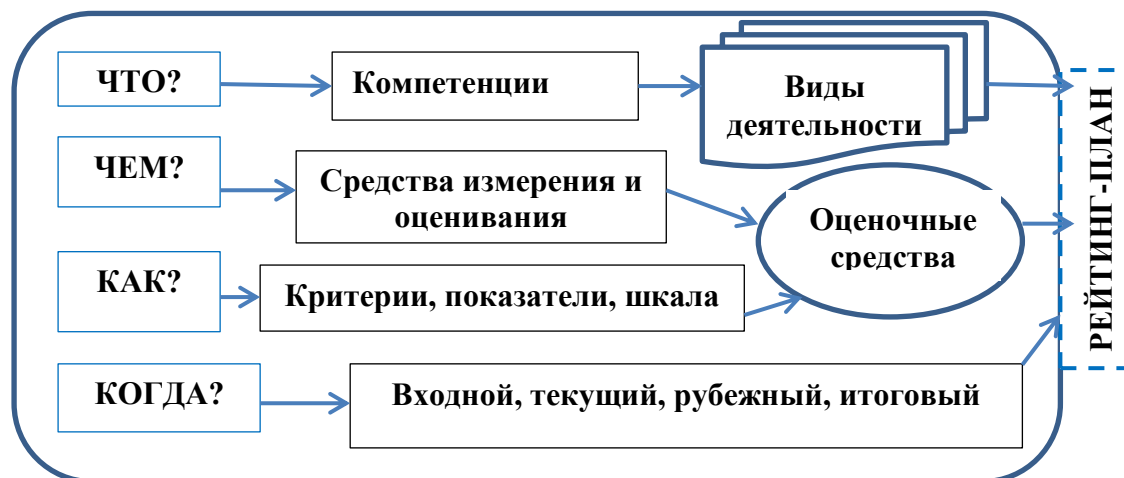 ЧТО?
Компетенции
Виды
деятельности
ЧЕМ?
Средства измерения и
оценивания
Оценочные
средства
КАК?
Критерии, показатели, шкала
КОГДА?
Входной, текущий, рубежный, итоговый
РЕЙТИНГ-ПЛАН